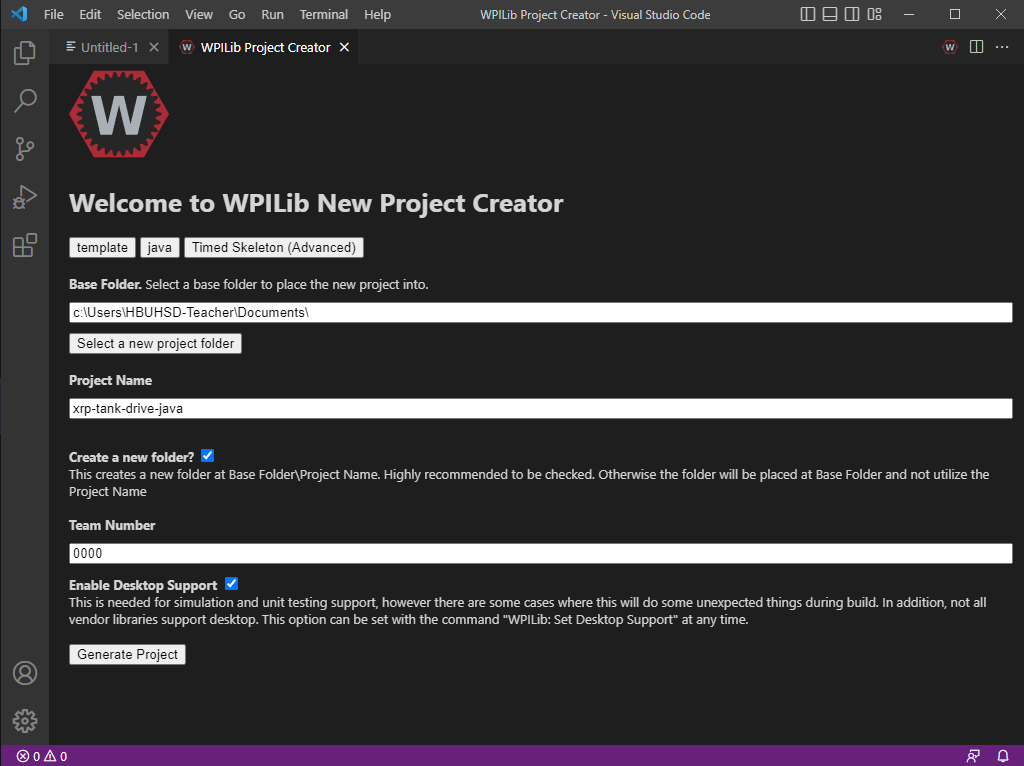 File Edit Selection View Go Run Terminal Help WPILib Project Creator - Visual Studio Code
Untitled-1 W WPILib Project Creator W
W
Welcome to WPILib New Project Creator
template java Timed Skeleton (Advanced)
Base Folder. Select a base folder to place the new project into.
c:\Users\HBUHSD-Teacher\Documents\
Select a new project folder
Project Name
xrp-tank-drive-java
Create a new folder?
This creates a new folder at Base Folder\Project Name. Highly recommended to be checked. Otherwise the folder will be placed at Base Folder and not utilize the
Project Name
Team Number
0000
Enable Desktop Support
This is needed for simulation and unit testing support, however there are some cases where this will do some unexpected things during build. In addition, not all
vendor libraries support desktop. This option can be set with the command "WPILib: Set Desktop Support" at any time.
Generate Project
0 0